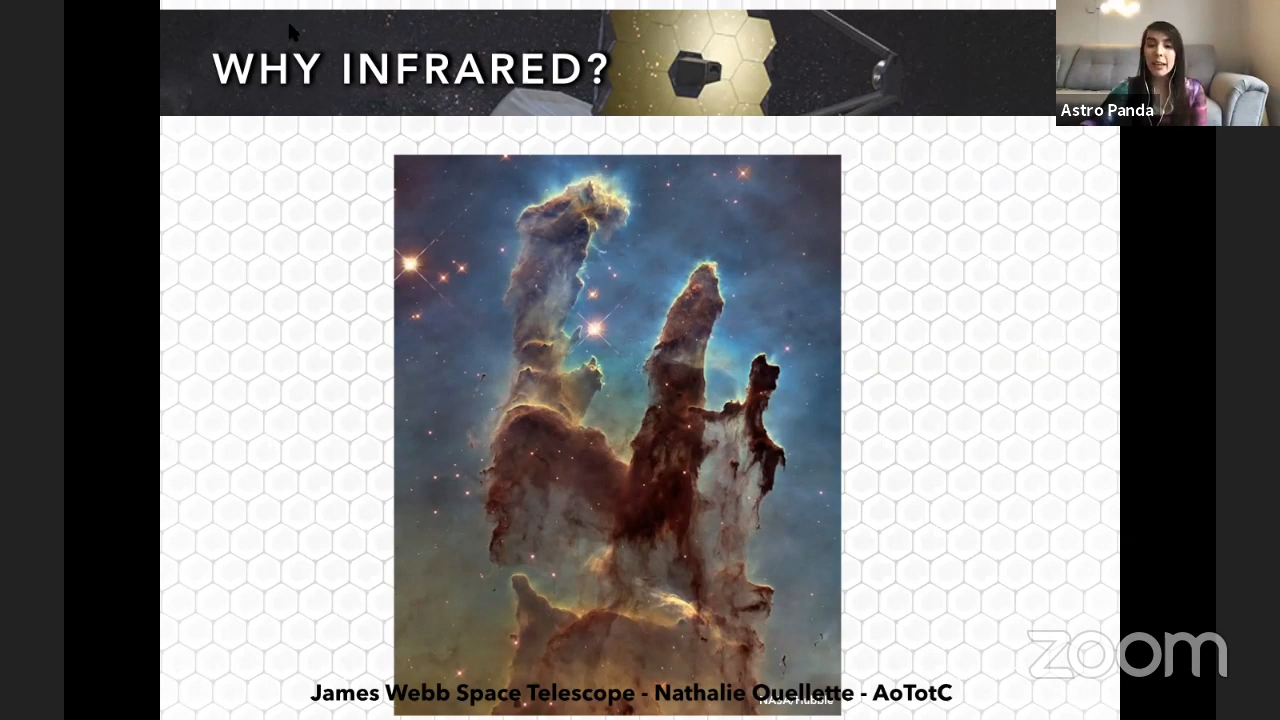 WHY INFRARED?
Astro Panda
NASA/Hubble
James Webb Space Telescope - Nathalie Ouellette - AoTotC
zoom